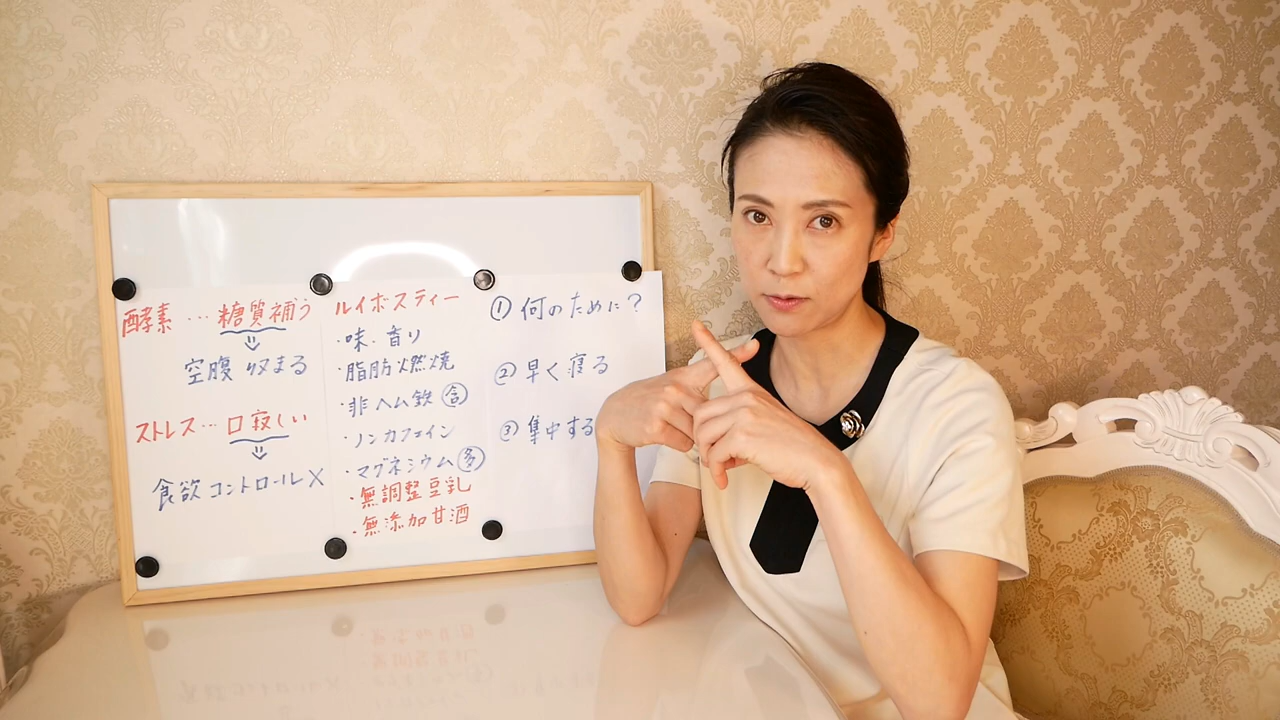 酵素…糖質補う
空腹収まる
ストレス…口寂しい
食欲コントロール×
ルイボスティー
・味.香り
・脂肪燃焼
・非ヘム鉄 含
・ノンカフェイン
・マグネシウム 多
・無調整豆乳
・無添加甘酒
① 何のために？
② 早く寝る
③ 集中する